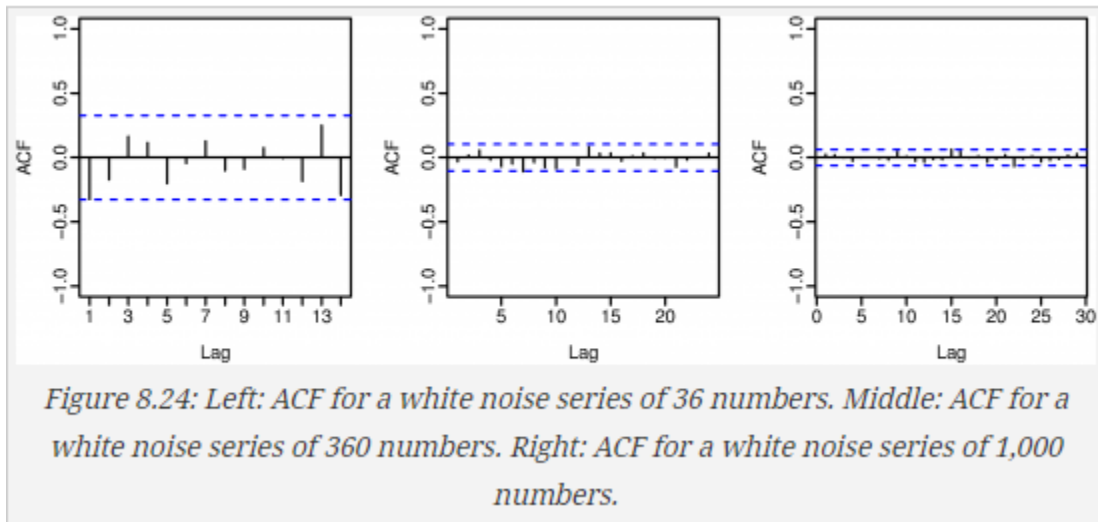 1.0
0.5
0.0
−0.5
−1.0
ACF
1 3 5 7 9 11 13
Lag
1.0
0.5
0.0
−0.5
−1.0
ACF
5 10 15 20
Lag
1.0
0.5
0.0
−0.5
−1.0
ACF
0 5 10 15 20 25 30
Lag
Figure 8.24: Left: ACF for a white noise series of 36 numbers. Middle: ACF for a
white noise series of 360 numbers. Right: ACF for a white noise series of 1,000
numbers.